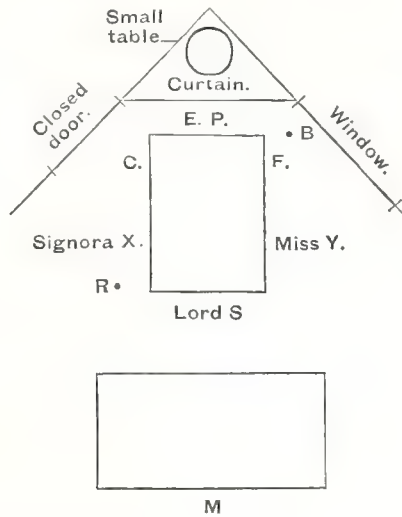 Small
table
Curtain.
Closed
door.
Window.
E. P.
B
C.
F.
Signora X.
Miss Y.
R
Lord S
M